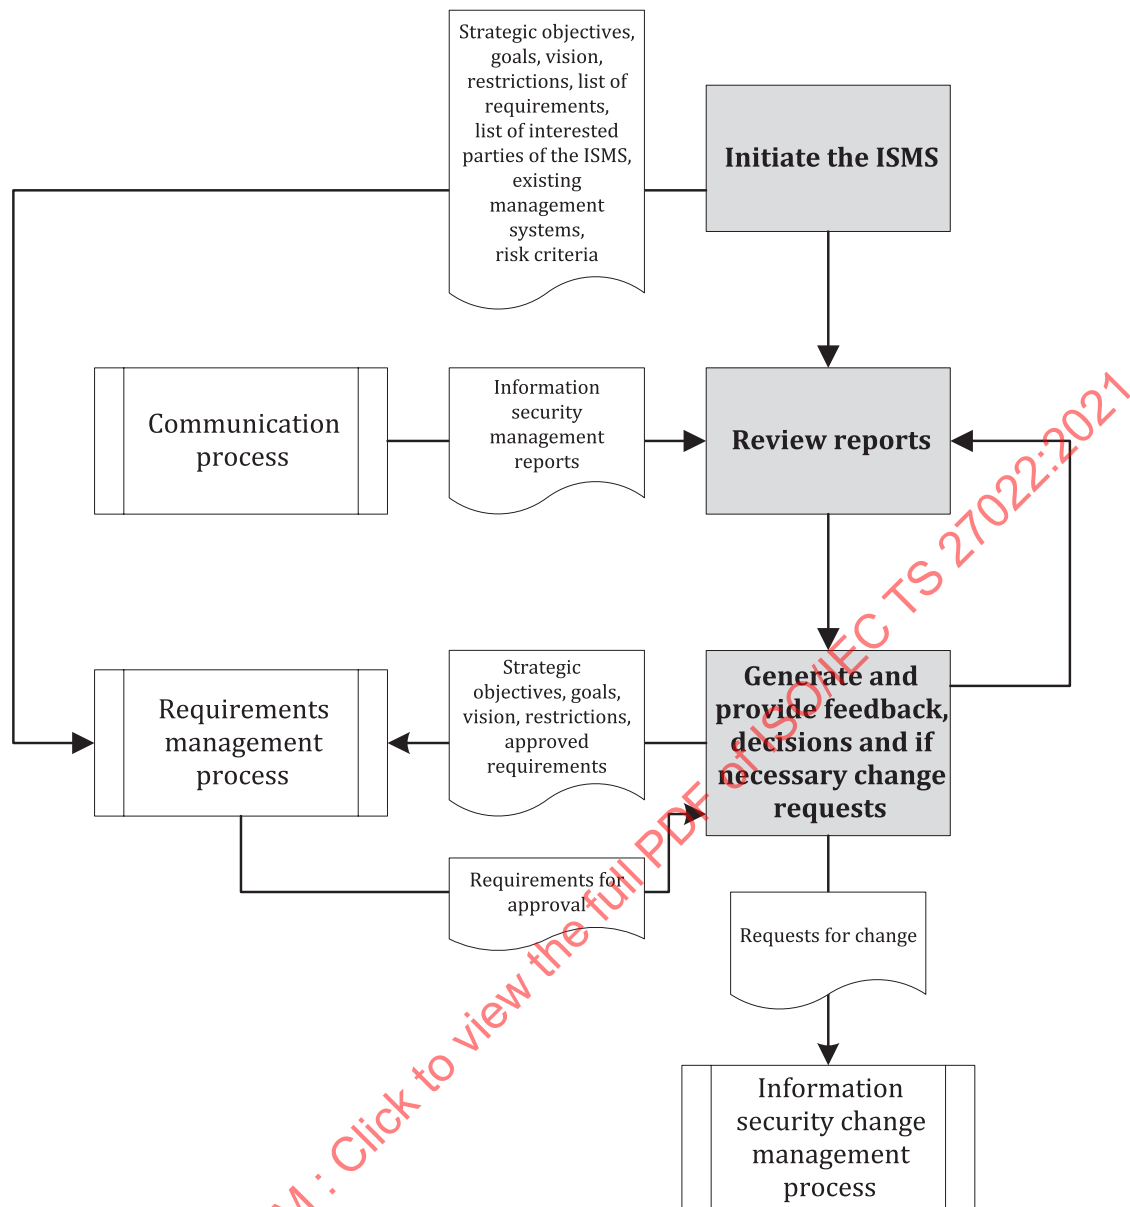 Strategic objectives,
goals, vision,
restrictions, list of
requirements,
list of interested
parties of the ISMS,
existing
management
systems,
risk criteria
Initiate the ISMS
Communication
process
Information
security
management
reports
Review reports
Requirements
management
process
Strategic
objectives, goals,
vision, restrictions,
approved
requirements
Generate and
provide feedback,
decisions and if
necessary change
requests
Requirements for
approval
Requests for change
Information
security change
management
process
M : Click to view the full PDF of ISO/IEC TS 27022:2021